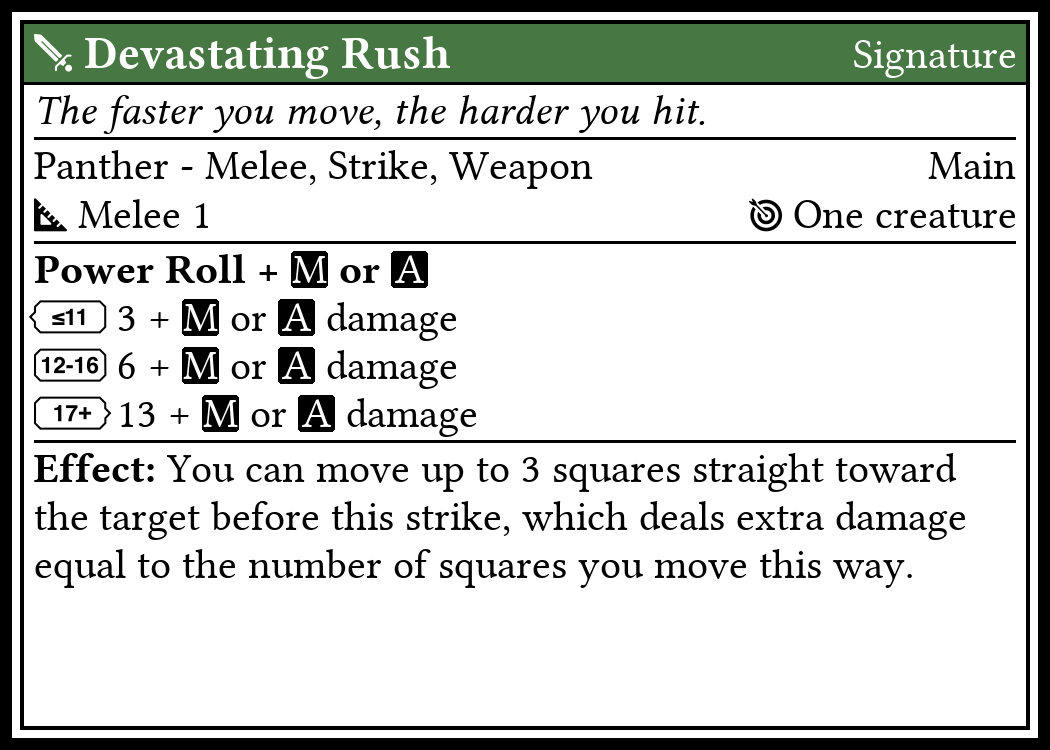 Devastating Rush Signature
The faster you move, the harder you hit.
Panther - Melee, Strike, Weapon Main
Melee 1 One creature
Power Roll + M or A
≤11 3 + M or A damage
12-16 6 + M or A damage
17+ 13 + M or A damage
Effect: You can move up to 3 squares straight toward
the target before this strike, which deals extra damage
equal to the number of squares you move this way.